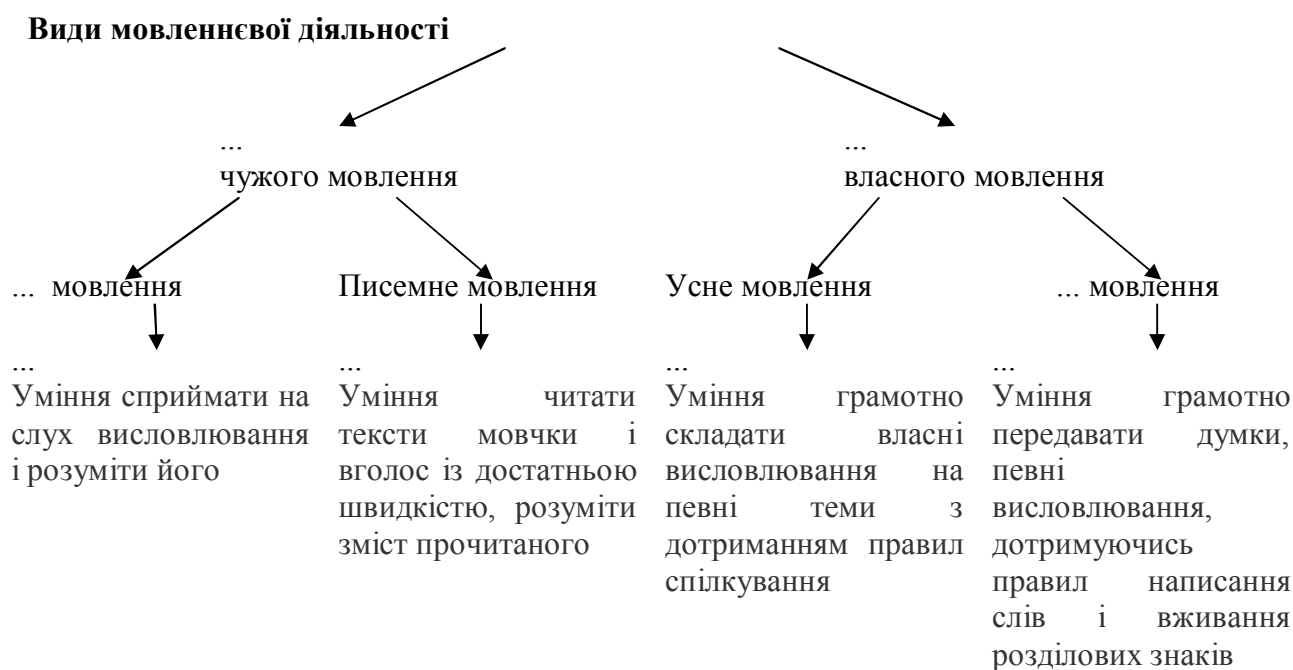 Види мовленнєвої діяльності
...
чужого мовлення
...
власного мовлення
... мовлення
Писемне мовлення
Усне мовлення
... мовлення
...
Уміння сприймати на
слух висловлювання
і розуміти його
...
Уміння читати
тексти мовчки і
вголос із достатньою
швидкістю, розуміти
зміст прочитаного
...
Уміння грамотно
складати власні
висловлювання на
певні теми з
дотриманням правил
спілкування
...
Уміння грамотно
передавати думки,
певні
висловлювання,
дотримуючись
правил написання
слів і вживання
розділових знаків